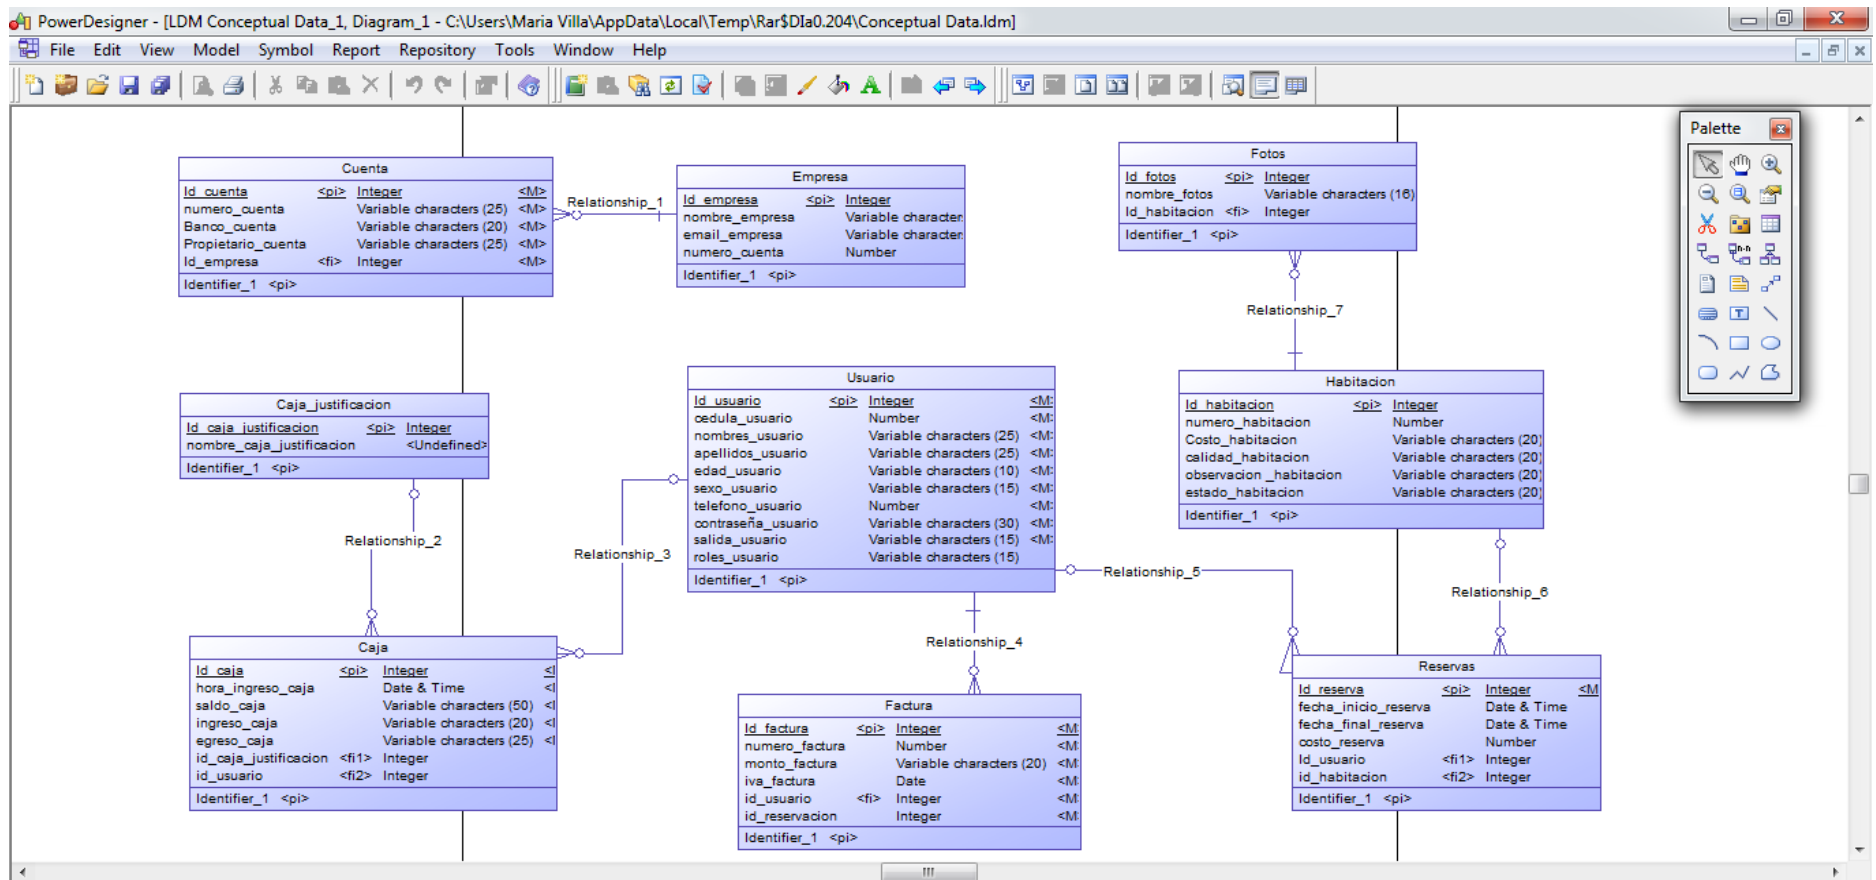 PowerDesigner - [LDM Conceptual Data_1, Diagram_1 - C:\Users\Maria Villa\AppData\Local\Temp\Rar$DIa0.204\Conceptual Data.ldm]
File Edit View Model Symbol Report Repository Tools Window Help
Palette
Cuenta
Id_cuenta <pi> Integer <M>
numero_cuenta Variable characters (25) <M>
Banco_cuenta Variable characters (20) <M>
Propietario_cuenta Variable characters (25) <M>
Id_empresa <fi> Integer <M>
Identifier_1 <pi>
Relationship_1
Empresa
Id_empresa <pi> Integer
nombre_empresa Variable character
email_empresa Variable character
numero_cuenta Number
Identifier_1 <pi>
Fotos
Id_fotos <pi> Integer
nombre_fotos Variable characters (16)
Id_habitacion <fi> Integer
Identifier_1 <pi>
Relationship_7
Caja_justificacion
Id_caja_justificacion <pi> Integer
nombre_caja_justificacion <Undefined>
Identifier_1 <pi>
Relationship_2
Relationship_3
Usuario
Id_usuario <pi> Integer <M
cedula_usuario Number <M
nombres_usuario Variable characters (25) <M
apellidos_usuario Variable characters (25) <M
edad_usuario Variable characters (10) <M
sexo_usuario Variable characters (15) <M
telefono_usuario Number <M
contraseña_usuario Variable characters (30) <M
salida_usuario Variable characters (15) <M
roles_usuario Variable characters (15)
Identifier_1 <pi>
Relationship_4
Relationship_5
Habitacion
Id_habitacion <pi> Integer
numero_habitacion Number
Costo_habitacion Variable characters (20)
calidad_habitacion Variable characters (20)
observacion _habitacion Variable characters (20)
estado_habitacion Variable characters (20)
Identifier_1 <pi>
Relationship_6
Caja
Id_caja <pi> Integer <I
hora_ingreso_caja Date & Time <I
saldo_caja Variable characters (50) <I
ingreso_caja Variable characters (20) <I
egreso_caja Variable characters (25) <I
id_caja_justificacion <fi1> Integer
id_usuario <fi2> Integer
Identifier_1 <pi>
Factura
Id_factura <pi> Integer <M
numero_factura Number <M
monto_factura Variable characters (20) <M
iva_factura Date <M
id_usuario <fi> Integer <M
id_reservacion Integer <M
Identifier_1 <pi>
Reservas
Id_reserva <pi> Integer <M
fecha_inicio_reserva Date & Time
fecha_final_reserva Date & Time
costo_reserva Number
Id_usuario <fi1> Integer
id_habitacion <fi2> Integer
Identifier_1 <pi>